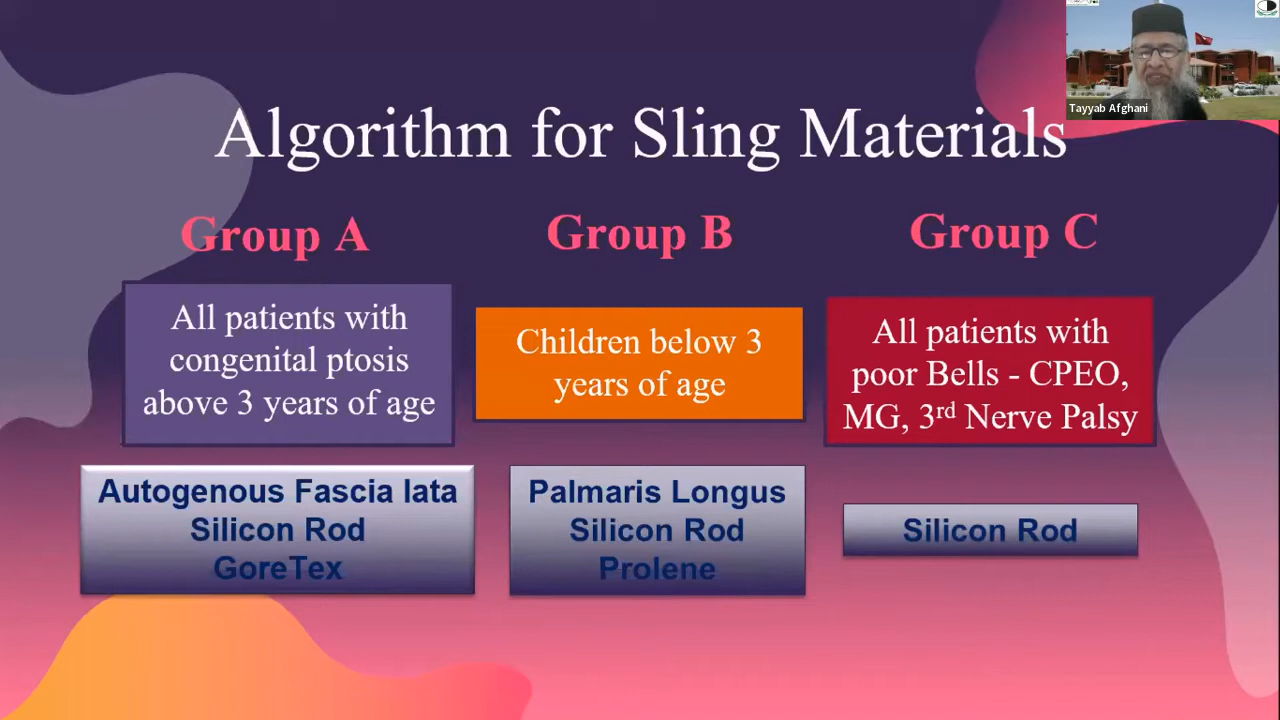 Tayyab Afghani
Algorithm for Sling Materials
Group A
Group B
Group C
All patients with
congenital ptosis
above 3 years of age
Children below 3
years of age
All patients with
poor Bells - CPEO,
MG, 3rd Nerve Palsy
Autogenous Fascia lata
Silicon Rod
GoreTex
Palmaris Longus
Silicon Rod
Prolene
Silicon Rod